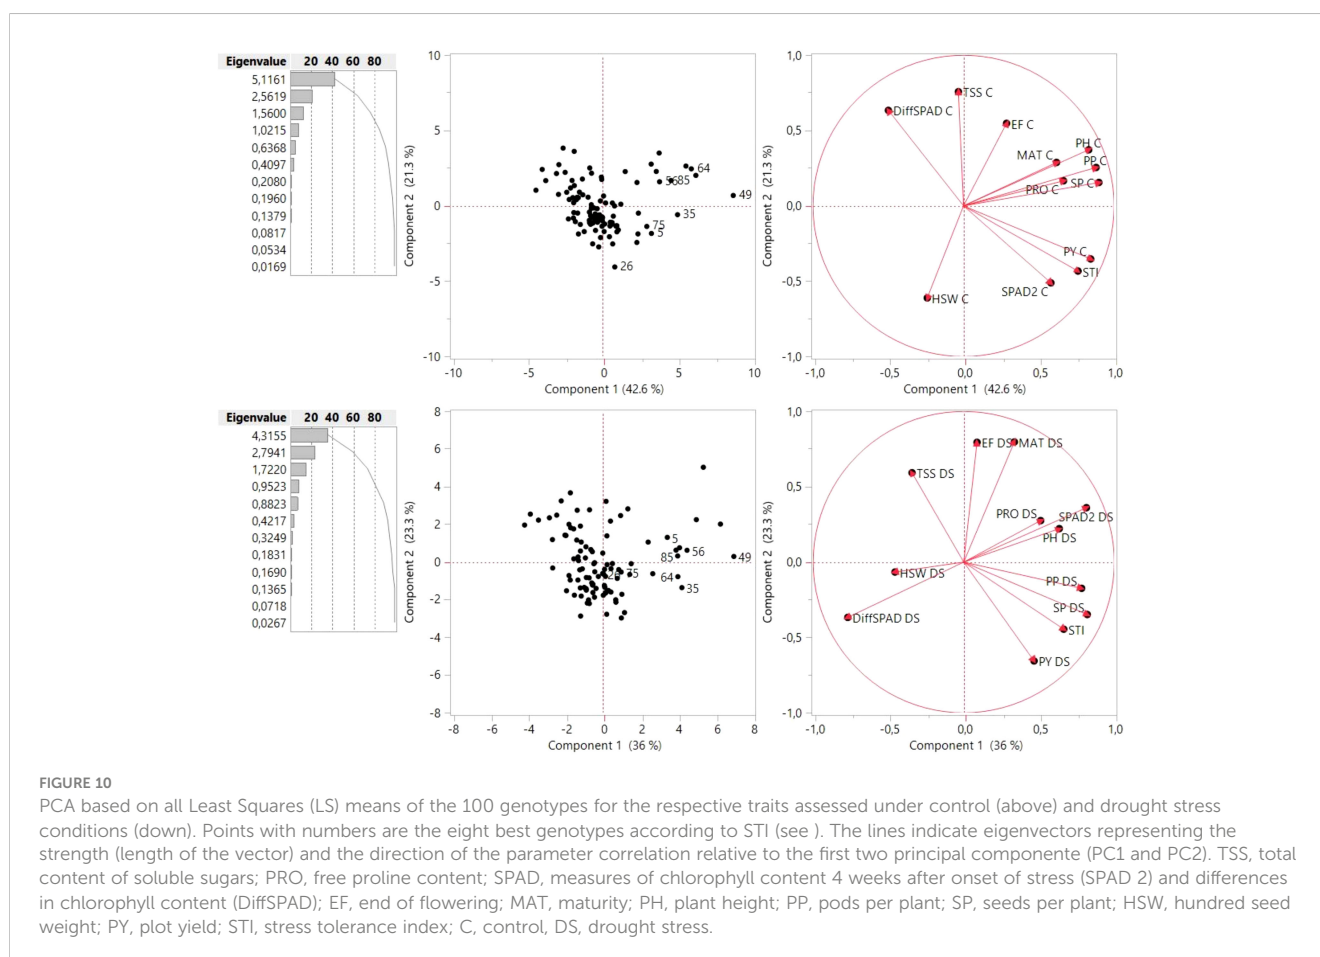 Eigenvalue 20 40 60 80
5,1161
2,5619
1,5600
1,0215
0,6368
0,4097
0,2080
0,1960
0,1379
0,0817
0,0534
0,0169
Component 2 (21.3 %)
10
5
0
-5
-10
64
56
85
49
35
75
5
26
-10 -5 0 5 10
Component 1 (42.6 %)
Component 2 (21.3 %)
1,0
0,5
0,0
-0,5
-1,0
TSS C
DiffSPAD C
EF C
PH C
MAT C
PP C
PRO C
SP C
PY C
STI
SPAD2 C
HSW C
-1,0 -0,5 0,0 0,5 1,0
Component 1 (42.6 %)
Eigenvalue 20 40 60 80
4,3155
2,7941
1,7220
0,9523
0,8823
0,4217
0,3249
0,1831
0,1690
0,1365
0,0718
0,0267
Component 2 (23.3 %)
8
6
4
2
0
-2
-4
-6
-8
5
56
85
49
75
64
35
-8 -6 -4 -2 0 2 4 6 8
Component 1 (36 %)
Component 2 (23.3 %)
1,0
0,5
0,0
-0,5
-1,0
EF DS
MAT DS
TSS DS
PRO DS
SPAD2 DS
PH DS
HSW DS
PP DS
DiffSPAD DS
SP DS
STI
PY DS
-1,0 -0,5 0,0 0,5 1,0
Component 1 (36 %)
FIGURE 10
PCA based on all Least Squares (LS) means of the 100 genotypes for the respective traits assessed under control (above) and drought stress
conditions (down). Points with numbers are the eight best genotypes according to STI (see ). The lines indicate eigenvectors representing the
strength (length of the vector) and the direction of the parameter correlation relative to the first two principal componente (PC1 and PC2). TSS, total
content of soluble sugars; PRO, free proline content; SPAD, measures of chlorophyll content 4 weeks after onset of stress (SPAD 2) and differences
in chlorophyll content (DiffSPAD); EF, end of flowering; MAT, maturity; PH, plant height; PP, pods per plant; SP, seeds per plant; HSW, hundred seed
weight; PY, plot yield; STI, stress tolerance index; C, control, DS, drought stress.